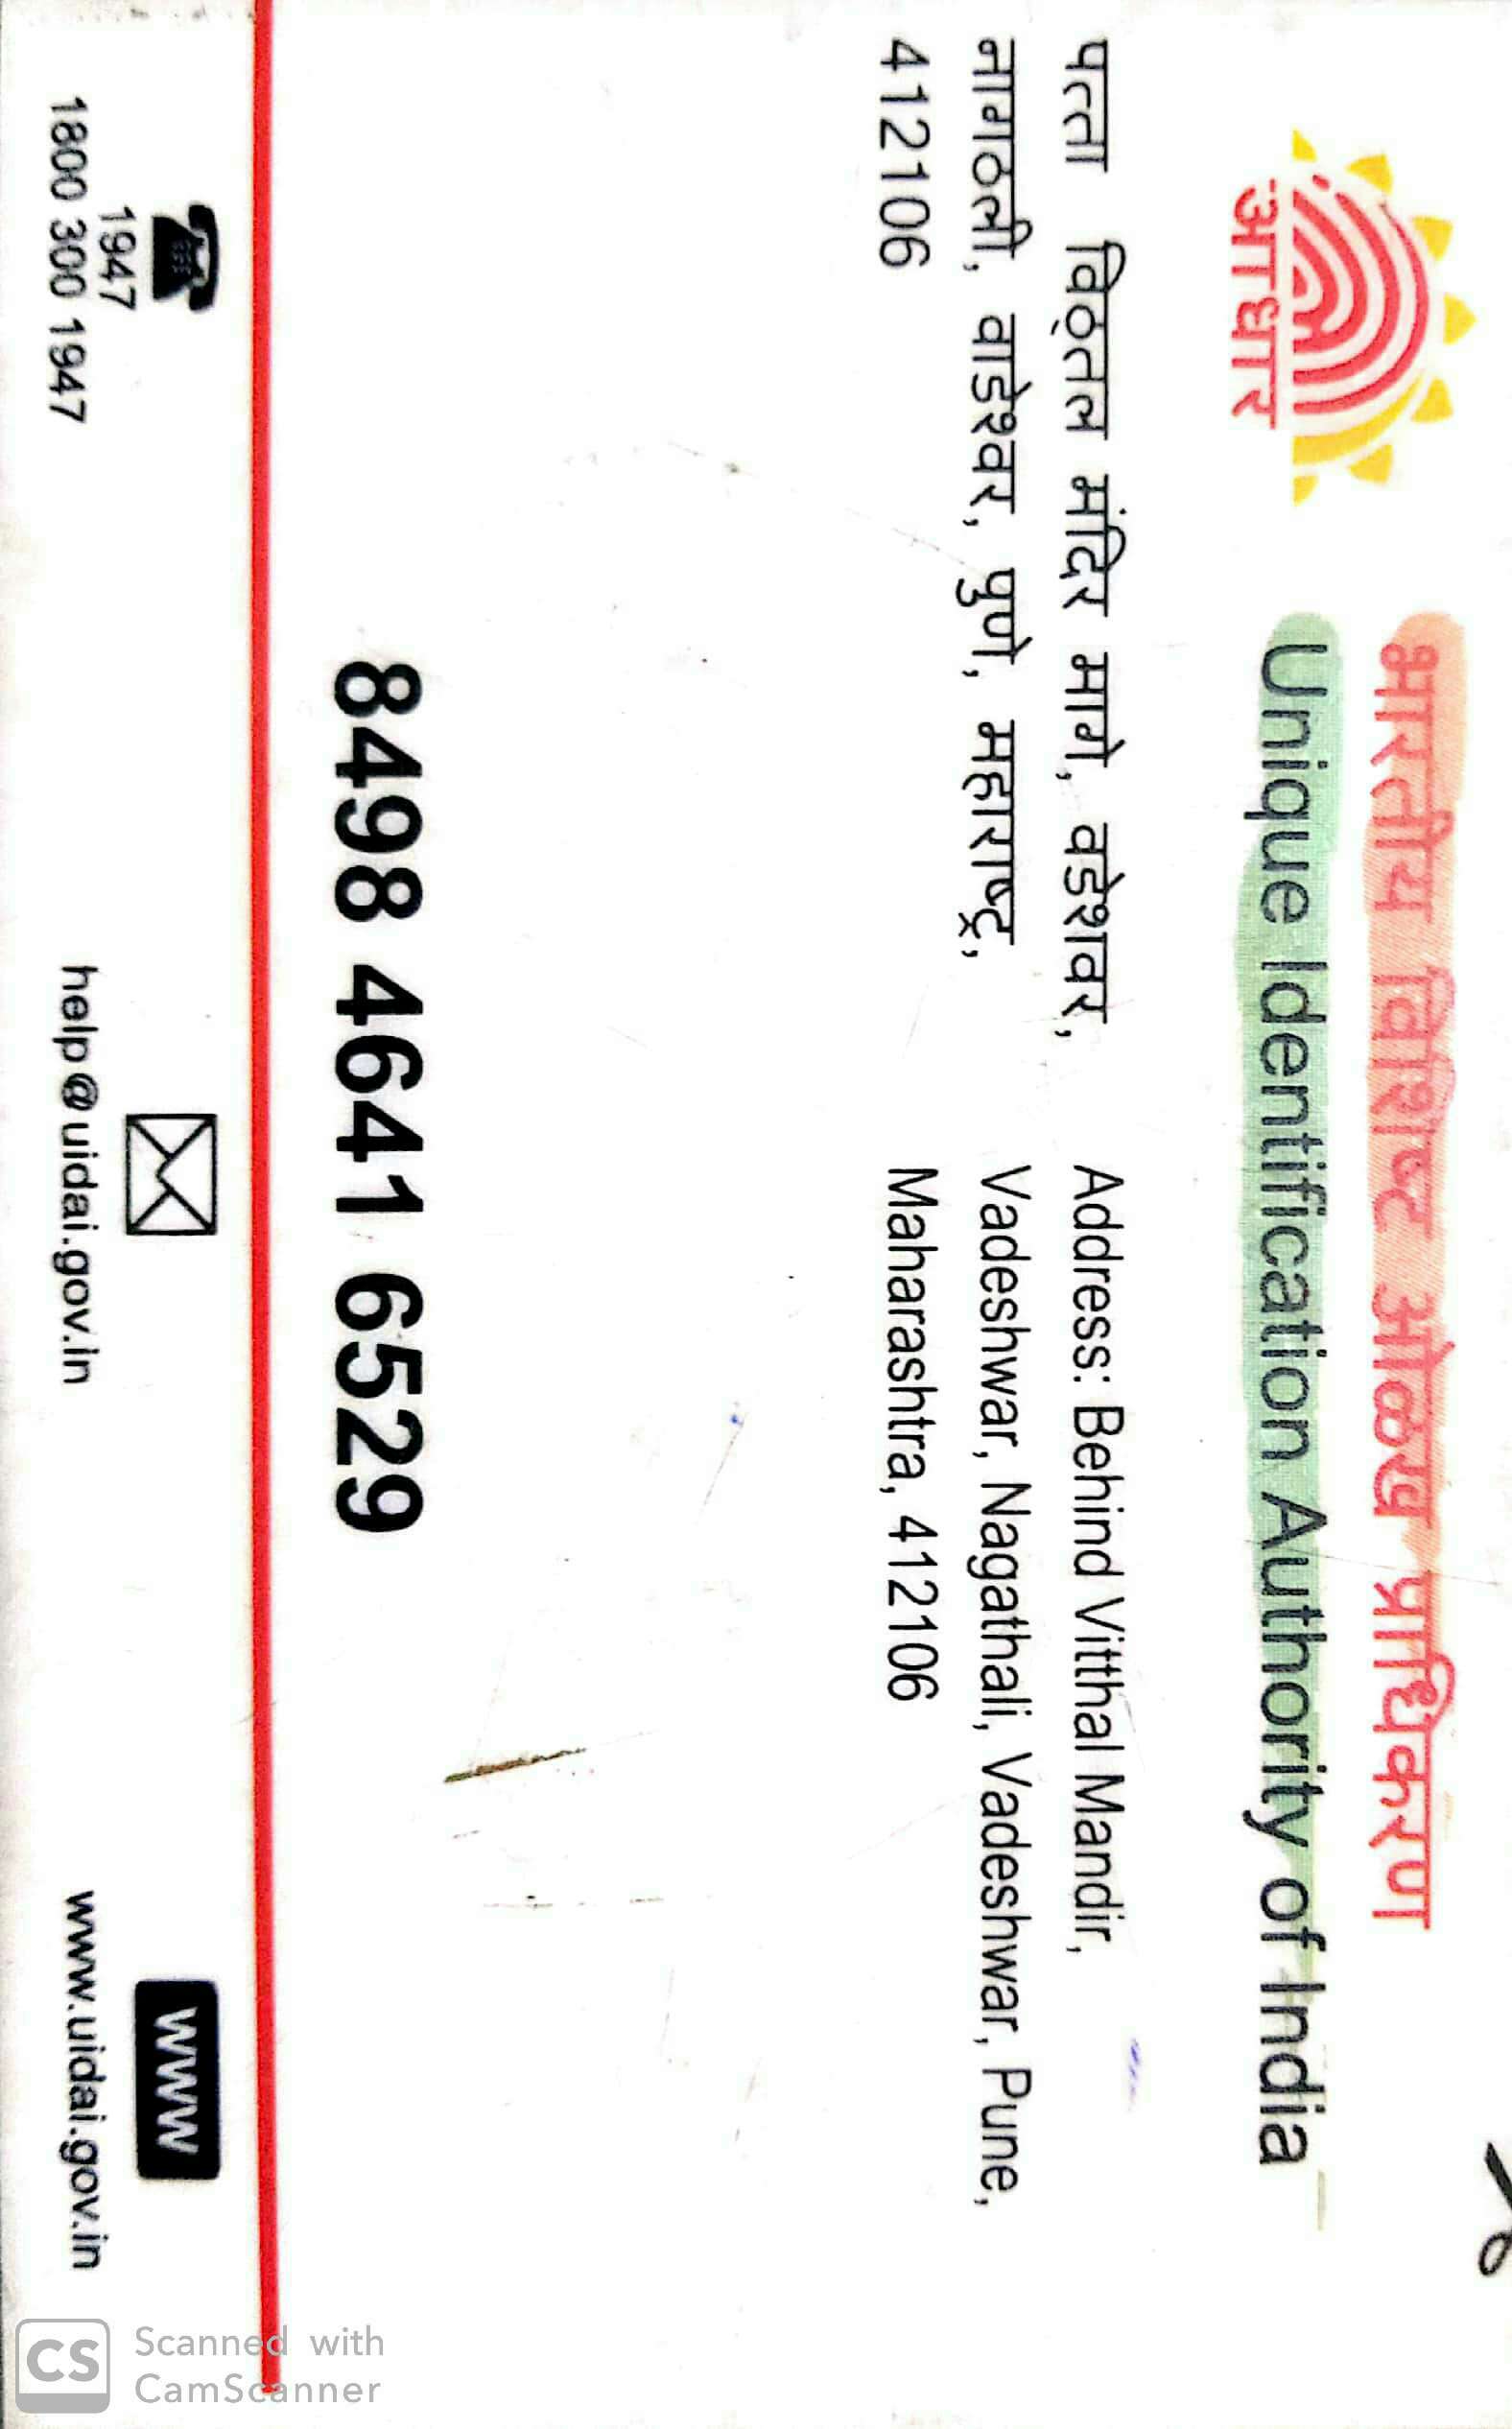 भारतीय विशिष्ट ओळख प्राधिकरण
Unique Identification Authority of India
आधार
पत्ता विठ्तल मंदिर मागे, वडेशवर,
नागठली, वाडेश्वर, पुणे, महाराष्ट्र,
412106
Address: Behind Vitthal Mandir,
Vadeshwar, Nagathali, Vadeshwar, Pune,
Maharashtra, 412106
8498 4641 6529
1947
1800 300 1947
help@uidai.gov.in
WWW
www.uidai.gov.in
CS Scanned with
CamScanner